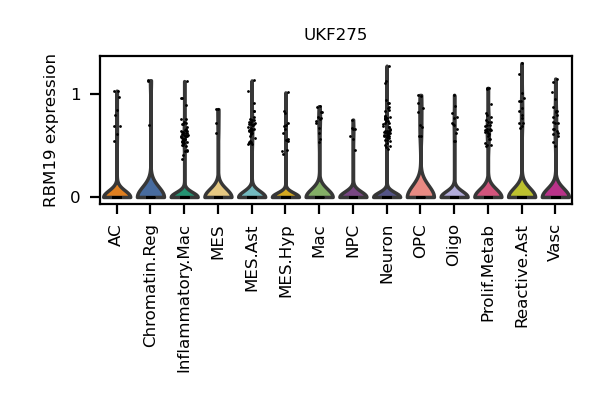 UKF275
RBM19 expression
1
0
AC
Chromatin.Reg
Inflammatory.Mac
MES
MES.Ast
MES.Hyp
Mac
NPC
Neuron
OPC
Oligo
Prolif.Metab
Reactive.Ast
Vasc